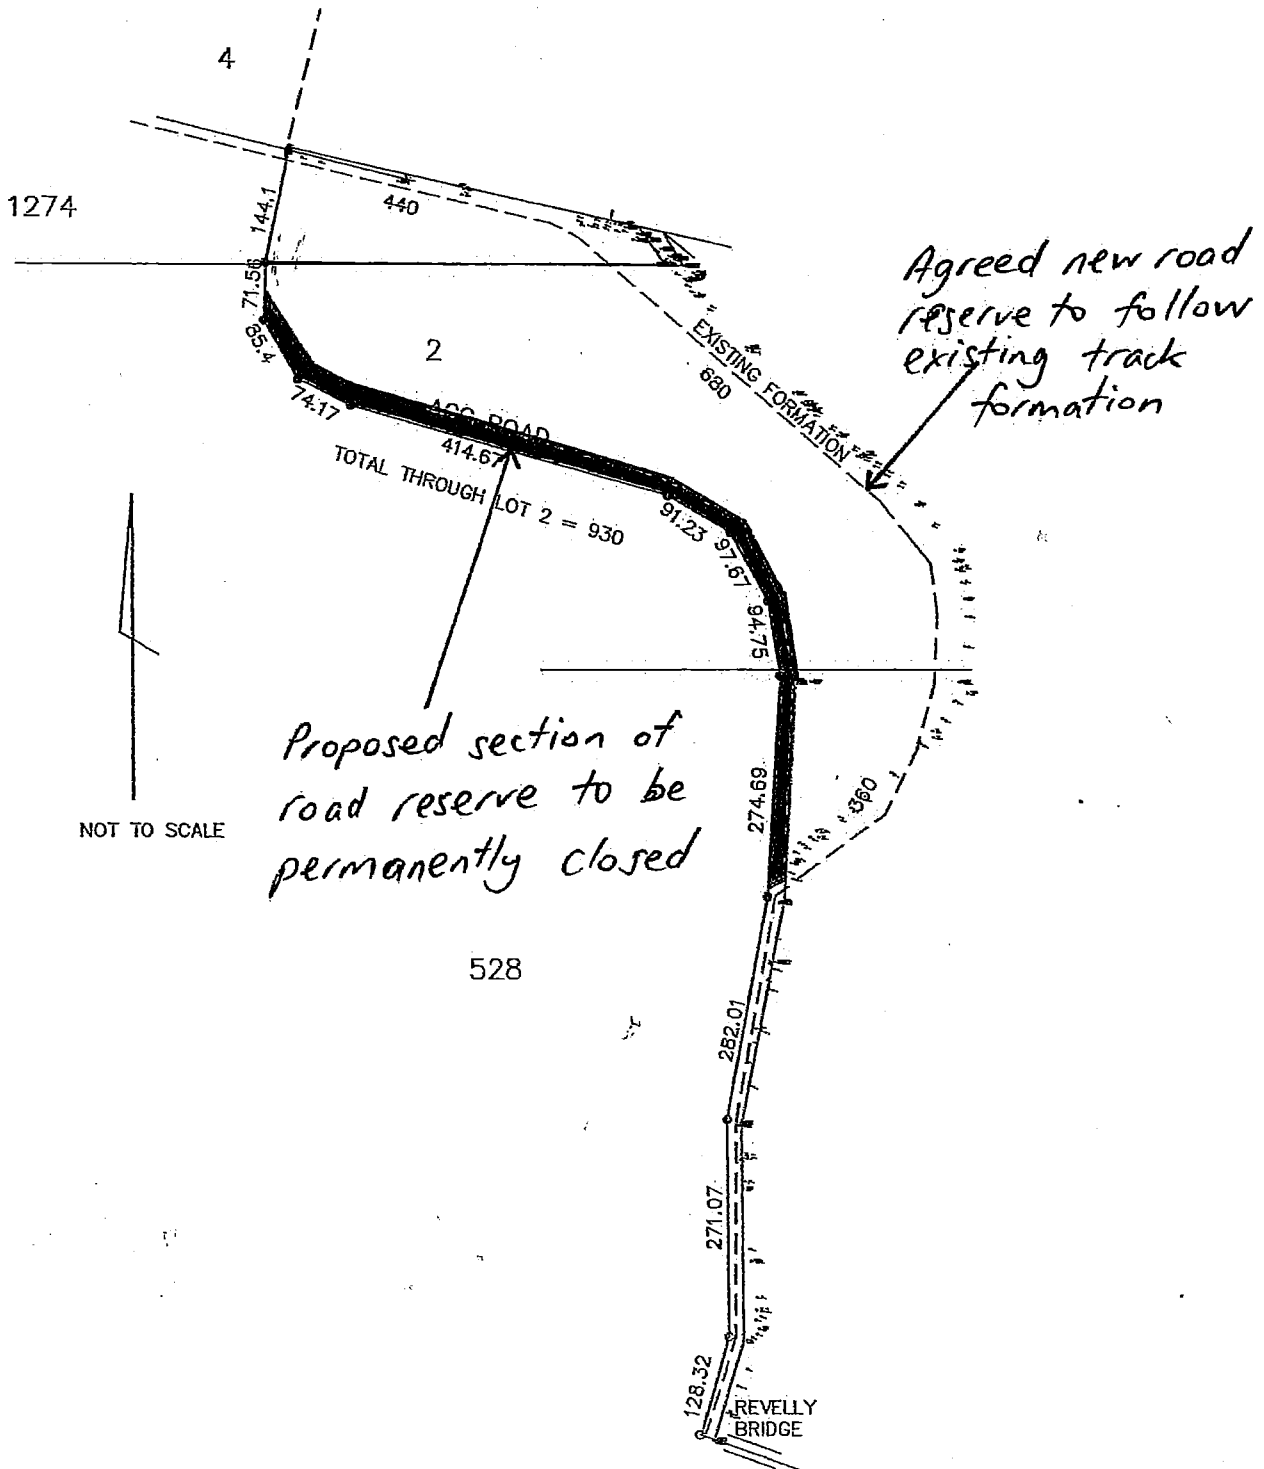 4
1274
144.1
440
71.56
85.4
2
EXISTING FORMATION
680
Agreed new road
reserve to follow
existing track
formation
74.17
ROAD
414.67
TOTAL THROUGH LOT 2 = 930
91.23
97.67
94.75
NOT TO SCALE
Proposed section of
road reserve to be
permanently closed
274.69
360
528
282.01
271.07
128.32
REVELLY
BRIDGE